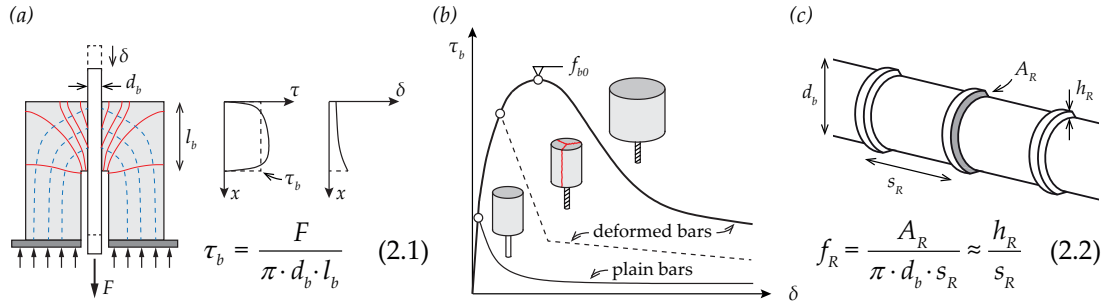 (a)
δ
d_b
l_b
F
τ
x
τ_b
δ
x
τ_b = F / (π · d_b · l_b) (2.1)
(b)
τ_b
f_b0
deformed bars
plain bars
δ
(c)
d_b
A_R
h_R
s_R
f_R = A_R / (π · d_b · s_R) ≈ h_R / s_R (2.2)